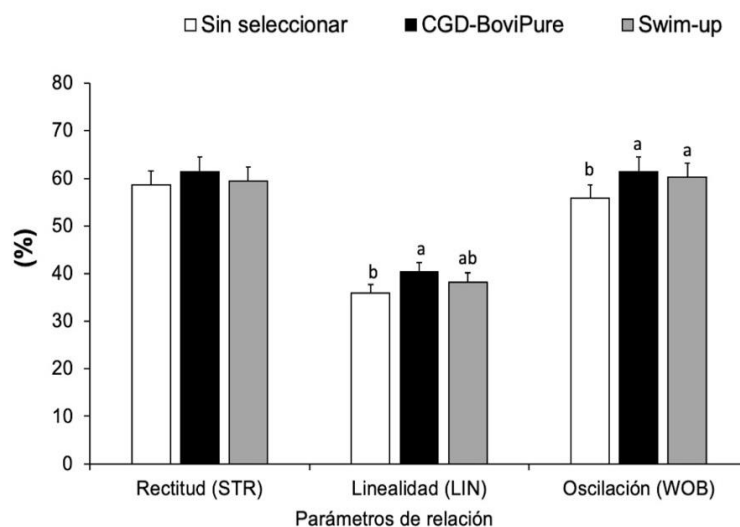 Sin seleccionar CGD-BoviPure Swim-up
80
70
60
50
40
30
20
10
0
(%)
b a ab
b a a
Rectitud (STR) Linealidad (LIN) Oscilación (WOB)
Parámetros de relación